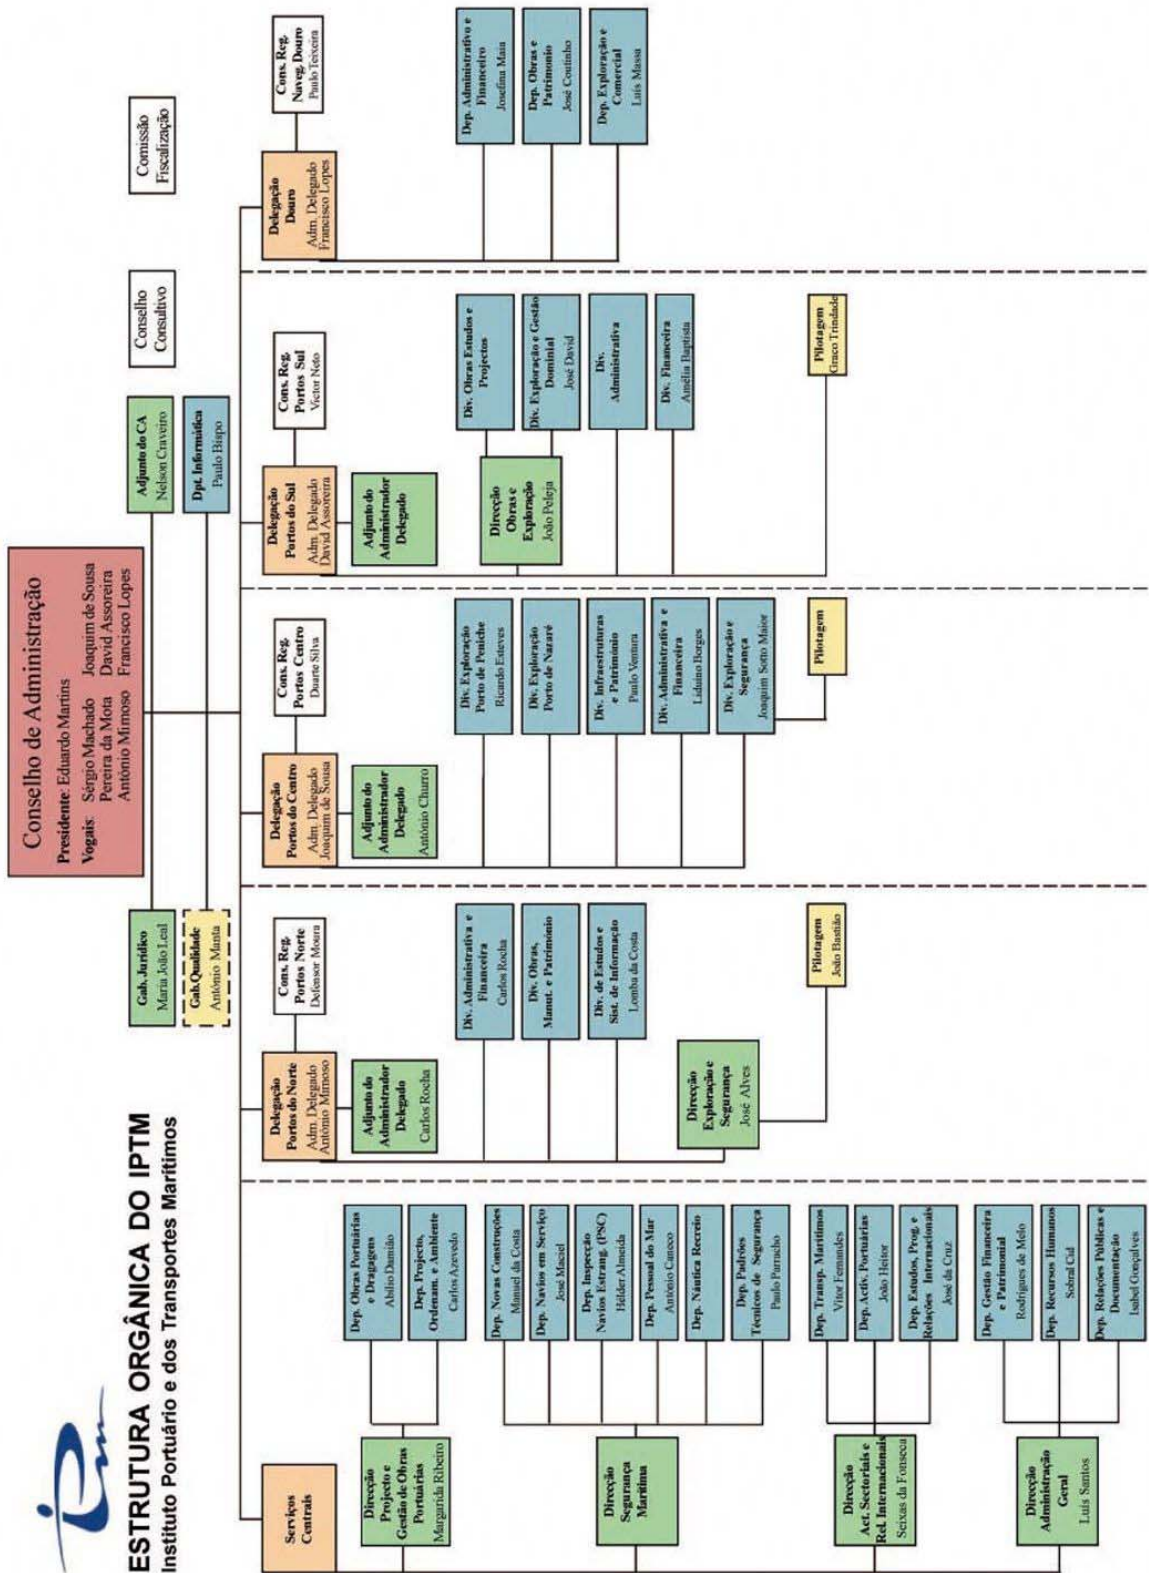 ESTRUTURA ORGÂNICA DO IPTM
Instituto Portuário e dos Transportes Marítimos
Conselho de Administração
Presidente: Eduardo Martins
Vogais: Sérgio Machado Joaquim de Sousa
Pereira da Mota David Assoreira
António Mimoso Francisco Lopes
Gab. Jurídico
Maria João Leal
Gab. Qualidade
António Manta
Adjunto do CA
Nelson Craveiro
Dpt. Informática
Paulo Bispo
Conselho
Consultivo
Comissão
Fiscalização
Serviços
Centrais
Direcção
Projecto e
Gestão de Obras
Portuárias
Margarida Ribeiro
Dep. Obras Portuárias
e Dragagens
Abílio Damião
Dep. Projecto,
Ordenam. e Ambiente
Carlos Azevedo
Direcção
Segurança
Marítima
Dep. Novas Construções
Manuel da Costa
Dep. Navios em Serviço
José Maciel
Dep. Inspecção
Navios Estrang. (PSC)
Hélder Almeida
Dep. Pessoal do Mar
António Caneco
Dep. Náutica Recreio
Dep. Padrões
Técnicos de Segurança
Paulo Parracho
Direcção
Act. Sectoriais e
Rel. Internacionais
Seixas da Fonseca
Dep. Transp. Marítimos
Vítor Fernandes
Dep. Activ. Portuárias
João Heitor
Dep. Estudos, Prog. e
Relações Internacionais
José da Cruz
Direcção
Administração
Geral
Luís Santos
Dep. Gestão Financeira
e Patrimonial
Rodrigues de Melo
Dep. Recursos Humanos
Sobral Cid
Dep. Relações Públicas e
Documentação
Isabel Gonçalves
Delegação
Portos do Norte
Adm. Delegado
António Mimoso
Cons. Reg.
Portos Norte
Defensor Moura
Adjunto do
Administrador
Delegado
Carlos Rocha
Div. Administrativa e
Financeira
Carlos Rocha
Div. Obras,
Manut. e Património
Div. de Estudos e
Sist. de Informação
Lomba da Costa
Direcção
Exploração e
Segurança
José Alves
Pilotagem
João Bastião
Delegação
Portos do Centro
Adm. Delegado
Joaquim de Sousa
Cons. Reg.
Portos Centro
Duarte Silva
Adjunto do
Administrador
Delegado
António Churro
Div. Exploração
Porto de Peniche
Ricardo Esteves
Div. Exploração
Porto de Nazaré
Div. Infraestruturas
e Património
Paulo Ventura
Div. Administrativa e
Financeira
Liduino Borges
Div. Exploração e
Segurança
Joaquim Sotto Maior
Pilotagem
Delegação
Portos do Sul
Adm. Delegado
David Assoreira
Cons. Reg.
Portos Sul
Victor Neto
Adjunto do
Administrador
Delegado
Direcção
Obras e
Exploração
João Peleja
Div. Obras Estudos e
Projectos
Div. Exploração e Gestão
Dominial
José David
Div.
Administrativa
Div. Financeira
Amélia Baptista
Pilotagem
Graco Trindade
Delegação
Douro
Adm. Delegado
Francisco Lopes
Cons. Reg.
Naveg. Douro
Paulo Teixeira
Dep. Administrativo e
Financeiro
Josefina Maia
Dep. Obras e
Patrimonio
José Coutinho
Dep. Exploração e
Comercial
Luís Massa